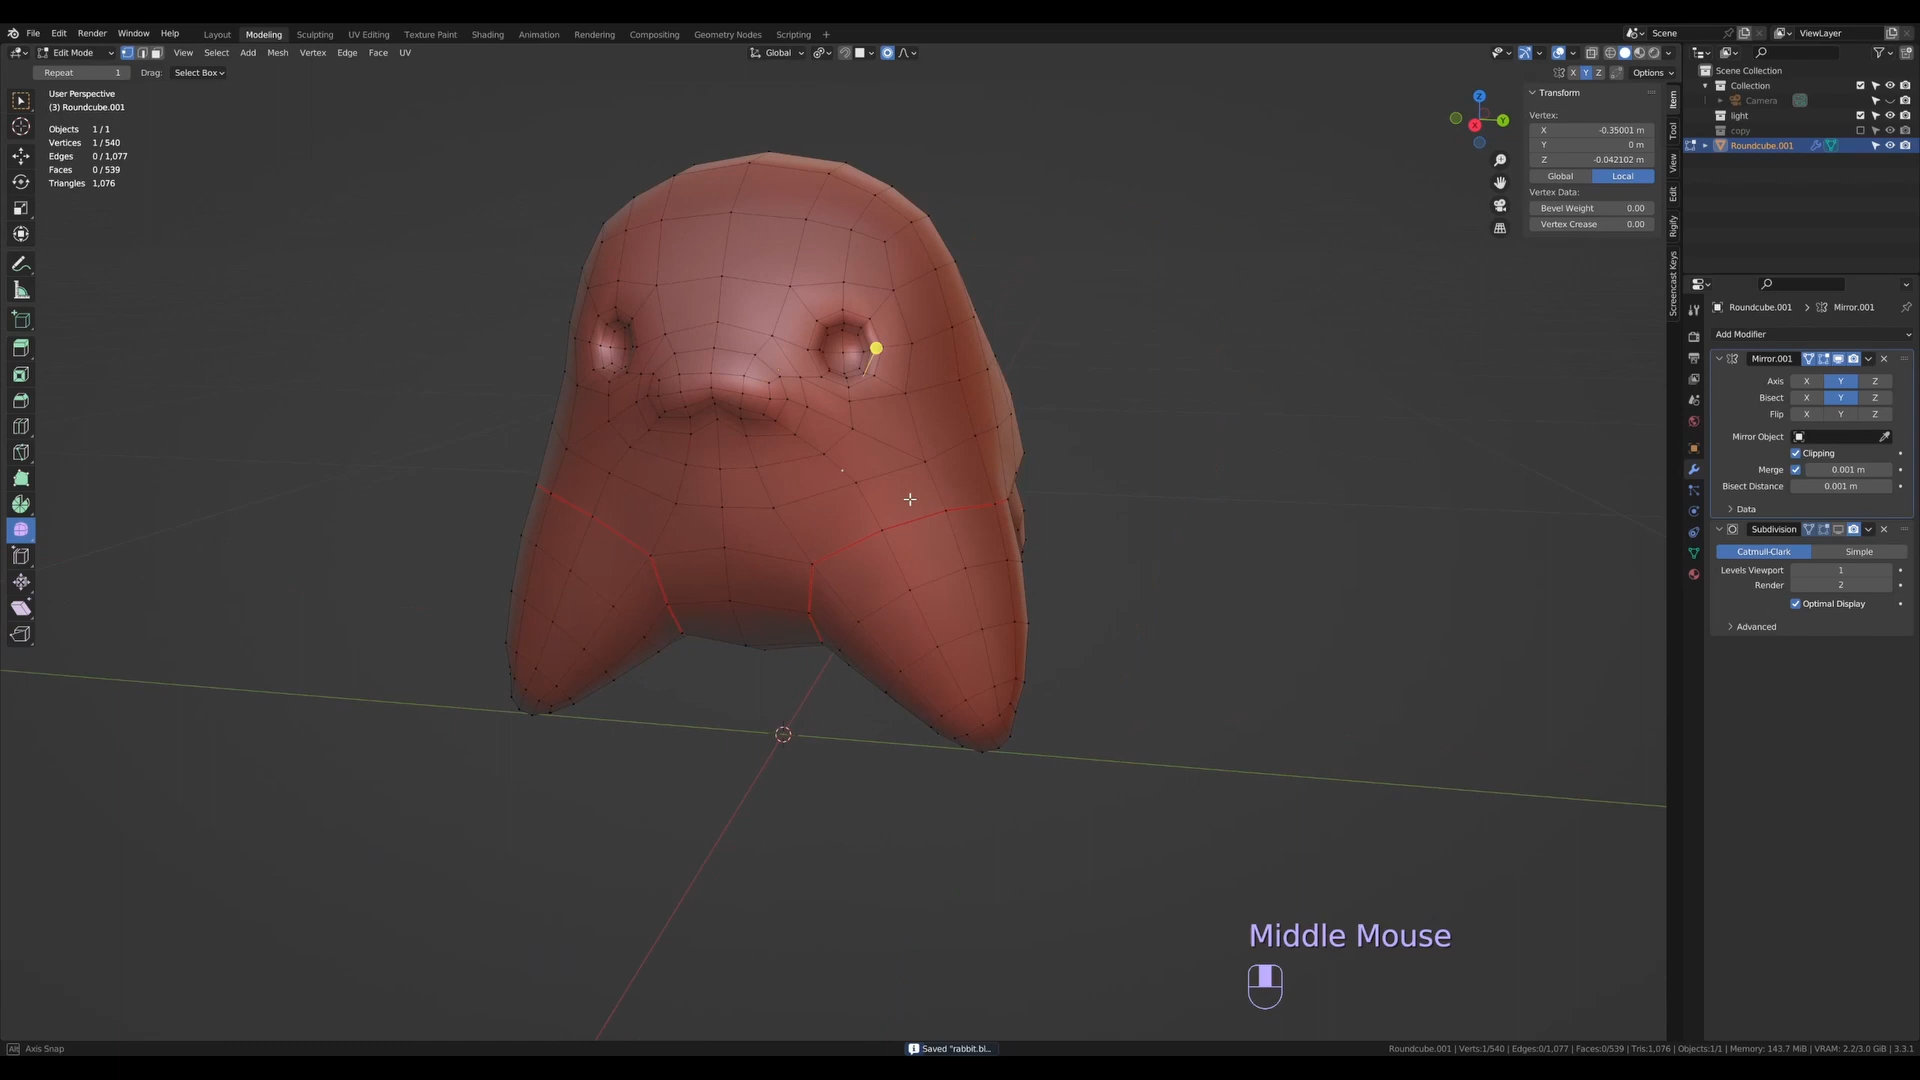 File Edit Render Window Help Layout Modeling Sculpting UV Editing Texture Paint Shading Animation Rendering Compositing Geometry Nodes Scripting + Scene ViewLayer
Edit Mode View Select Add Mesh Vertex Edge Face UV Global
Repeat 1 Drag: Select Box X Y Z Options
User Perspective
(3) Roundcube.001
Objects 1 / 1
Vertices 1 / 540
Edges 0 / 1,077
Faces 0 / 539
Triangles 1,076
Z
Y
X
Transform
Vertex:
X -0.35001 m
Y 0 m
Z -0.042102 m
Global Local
Vertex Data:
Bevel Weight 0.00
Vertex Crease 0.00
Item
Tool
View
Edit
Rigify
Screencast Keys
Scene Collection
Collection
Camera
light
copy
Roundcube.001
Roundcube.001 > Mirror.001
Add Modifier
Mirror.001
Axis X Y Z
Bisect X Y Z
Flip X Y Z
Mirror Object
Clipping
Merge 0.001 m
Bisect Distance 0.001 m
Data
Subdivision
Catmull-Clark Simple
Levels Viewport 1
Render 2
Optimal Display
Advanced
Middle Mouse
Alt Axis Snap
Saved "rabbit.bl...
Roundcube.001 | Verts:1/540 | Edges:0/1,077 | Faces:0/539 | Tris:1,076 | Objects:1/1 | Memory: 143.7 MiB | VRAM: 2.2/3.0 GiB | 3.3.1